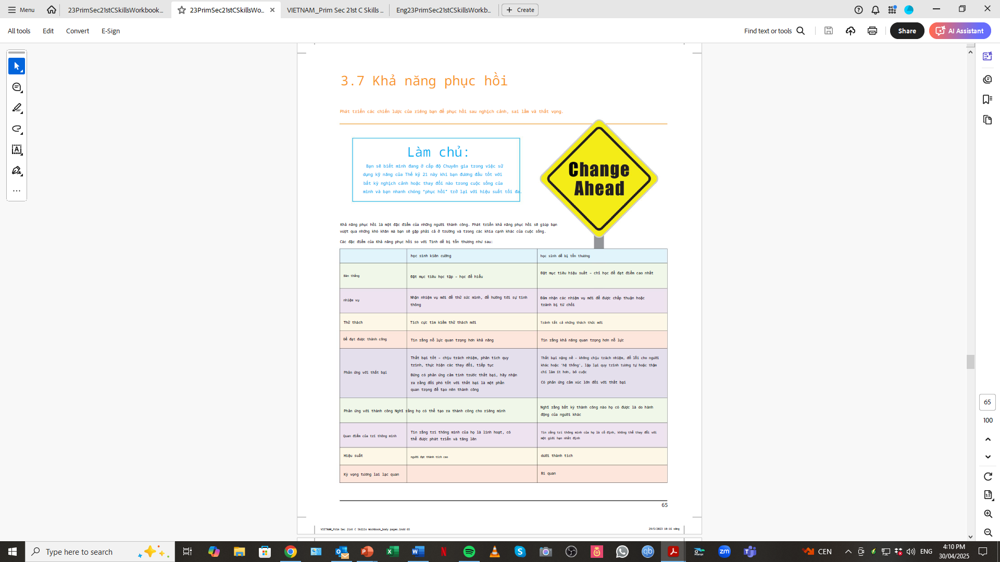 Menu
23PrimSec21stCSkillsWorkbook...
23PrimSec21stCSkillsWo...
VIETNAM_Prim Sec 21st C Skills ...
Eng23PrimSec21stCSkillsWorkb...
Create
All tools
Edit
Convert
E-Sign
Find text or tools
Share
AI Assistant
3.7 Khả năng phục hồi
Phát triển các chiến lược của riêng bạn để phục hồi sau nghịch cảnh, sai lầm và thất vọng.
Làm chủ:
Bạn sẽ biết mình đang ở cấp độ Chuyên gia trong việc sử
dụng kỹ năng của Thế kỷ 21 này khi bạn đương đầu tốt với
bất kỳ nghịch cảnh hoặc thay đổi nào trong cuộc sống của
mình và bạn nhanh chóng "phục hồi" trở lại với hiệu suất tối đa.
Change
Ahead
Khả năng phục hồi là một đặc điểm của những người thành công. Phát triển khả năng phục hồi sẽ giúp bạn
vượt qua những khó khăn mà bạn sẽ gặp phải cả ở trường và trong các khía cạnh khác của cuộc sống.
Các đặc điểm của Khả năng phục hồi so với Tính dễ bị tổn thương như sau:
học sinh kiên cường
học sinh dễ bị tổn thương
Bàn thắng
Đặt mục tiêu học tập – học để hiểu
Đặt mục tiêu hiệu suất – chỉ học để đạt điểm cao nhất
nhiệm vụ
Nhận nhiệm vụ mới để thử sức mình, để hướng tới sự tinh
thông
Đảm nhận các nhiệm vụ mới để được chấp thuận hoặc
tránh bị từ chối
Thử thách
Tích cực tìm kiếm thử thách mới
Tránh tất cả những thách thức mới
Để đạt được thành công
Tin rằng nỗ lực quan trọng hơn khả năng
Tin rằng khả năng quan trọng hơn nỗ lực
Phản ứng với thất bại
Thất bại tốt – chịu trách nhiệm, phân tích quy
trình, thực hiện các thay đổi, tiếp tục
Đừng có phản ứng cảm tính trước thất bại, hãy nhận
ra rằng đối phó tốt với thất bại là một phần
quan trọng để tạo nên thành công
Thất bại nặng nề – không chịu trách nhiệm, đổ lỗi cho người
khác hoặc 'hệ thống', lặp lại quy trình tương tự hoặc thậm
chí làm ít hơn, bỏ cuộc
Có phản ứng cảm xúc lớn đối với thất bại
Phản ứng với thành công Nghĩ rằng họ có thể tạo ra thành công cho riêng mình
Nghĩ rằng bất kỳ thành công nào họ có được là do hành
động của người khác
Quan điểm của trí thông minh
Tin rằng trí thông minh của họ là linh hoạt, có
thể được phát triển và tăng lên
Tin rằng trí thông minh của họ là cố định, không thể thay đổi với
một giới hạn nhất định
Hiệu suất
người đạt thành tích cao
dưới thành tích
Kỳ vọng tương lai lạc quan
Bi quan
65
VIETNAM_Prim Sec 21st C Skills Workbook_body pages.indd 65
29/5/2023 10:16 sáng
65
100
Type here to search
CEN
ENG
4:10 PM
30/04/2025